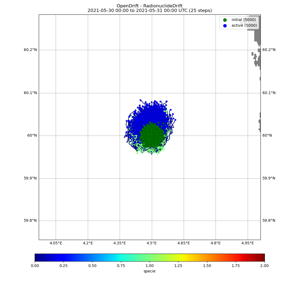 OpenDrift - RadionuclideDrift
2021-05-30 00:00 to 2021-05-31 00:00 UTC (25 steps)
initial (5000)
active (5000)
60.2°N
60.1°N
60°N
59.9°N
59.8°N
4.05°E 4.2°E 4.35°E 4.5°E 4.65°E 4.8°E 4.95°E
0.00 0.25 0.50 0.75 1.00 1.25 1.50 1.75 2.00
specie